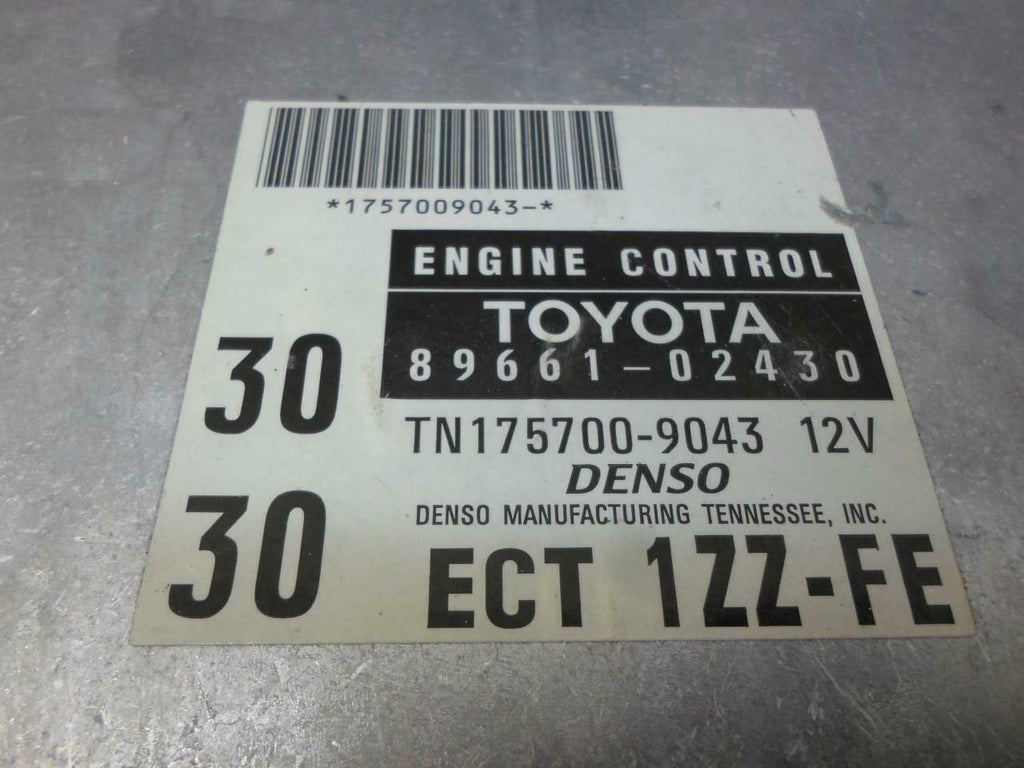 *1757009043-*
ENGINE CONTROL
TOYOTA
89661-02430
30
TN175700-9043 12V
DENSO
DENSO MANUFACTURING TENNESSEE, INC.
30
ECT 1ZZ-FE